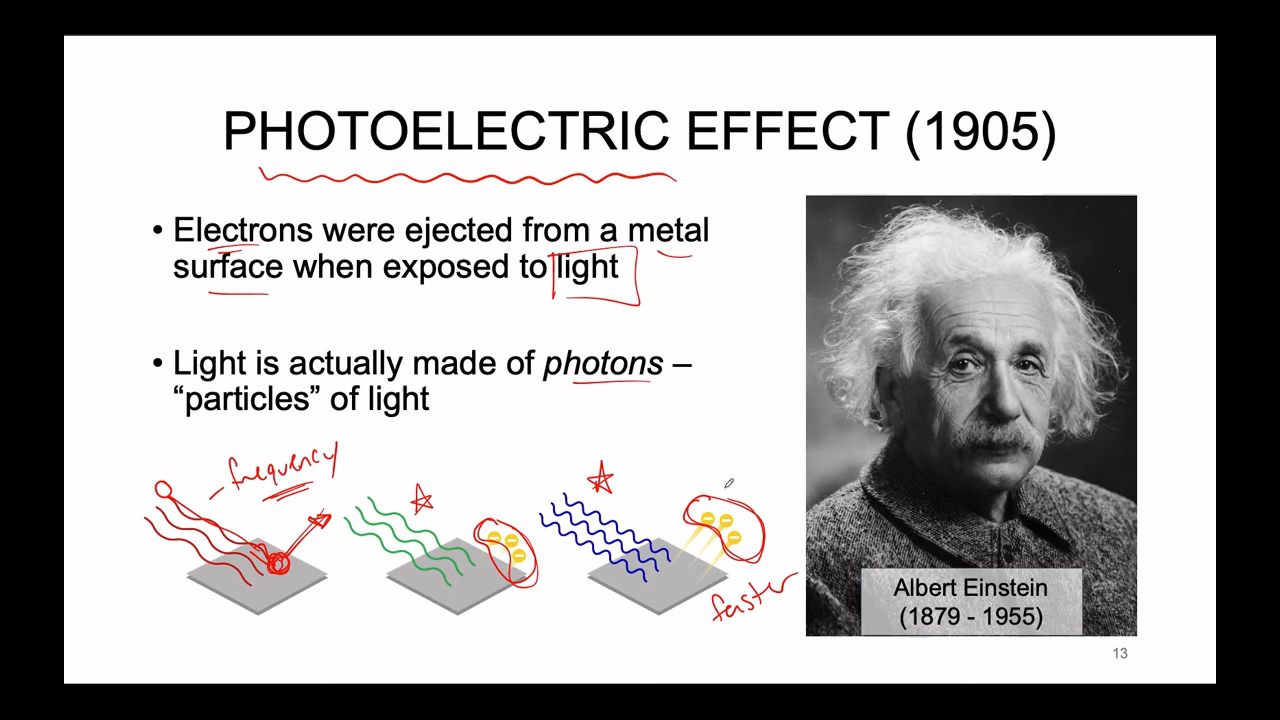 PHOTOELECTRIC EFFECT (1905)
• Electrons were ejected from a metal
surface when exposed to light
• Light is actually made of photons –
“particles” of light
- frequency
faster
Albert Einstein
(1879 - 1955)
13